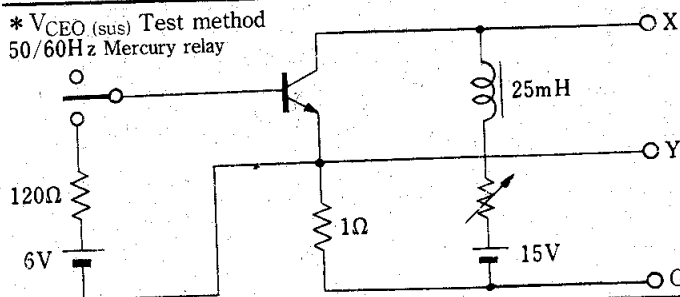 * VCEO (sus) Test method
50/60Hz Mercury relay
X
25mH
Y
120Ω
1Ω
6V
15V